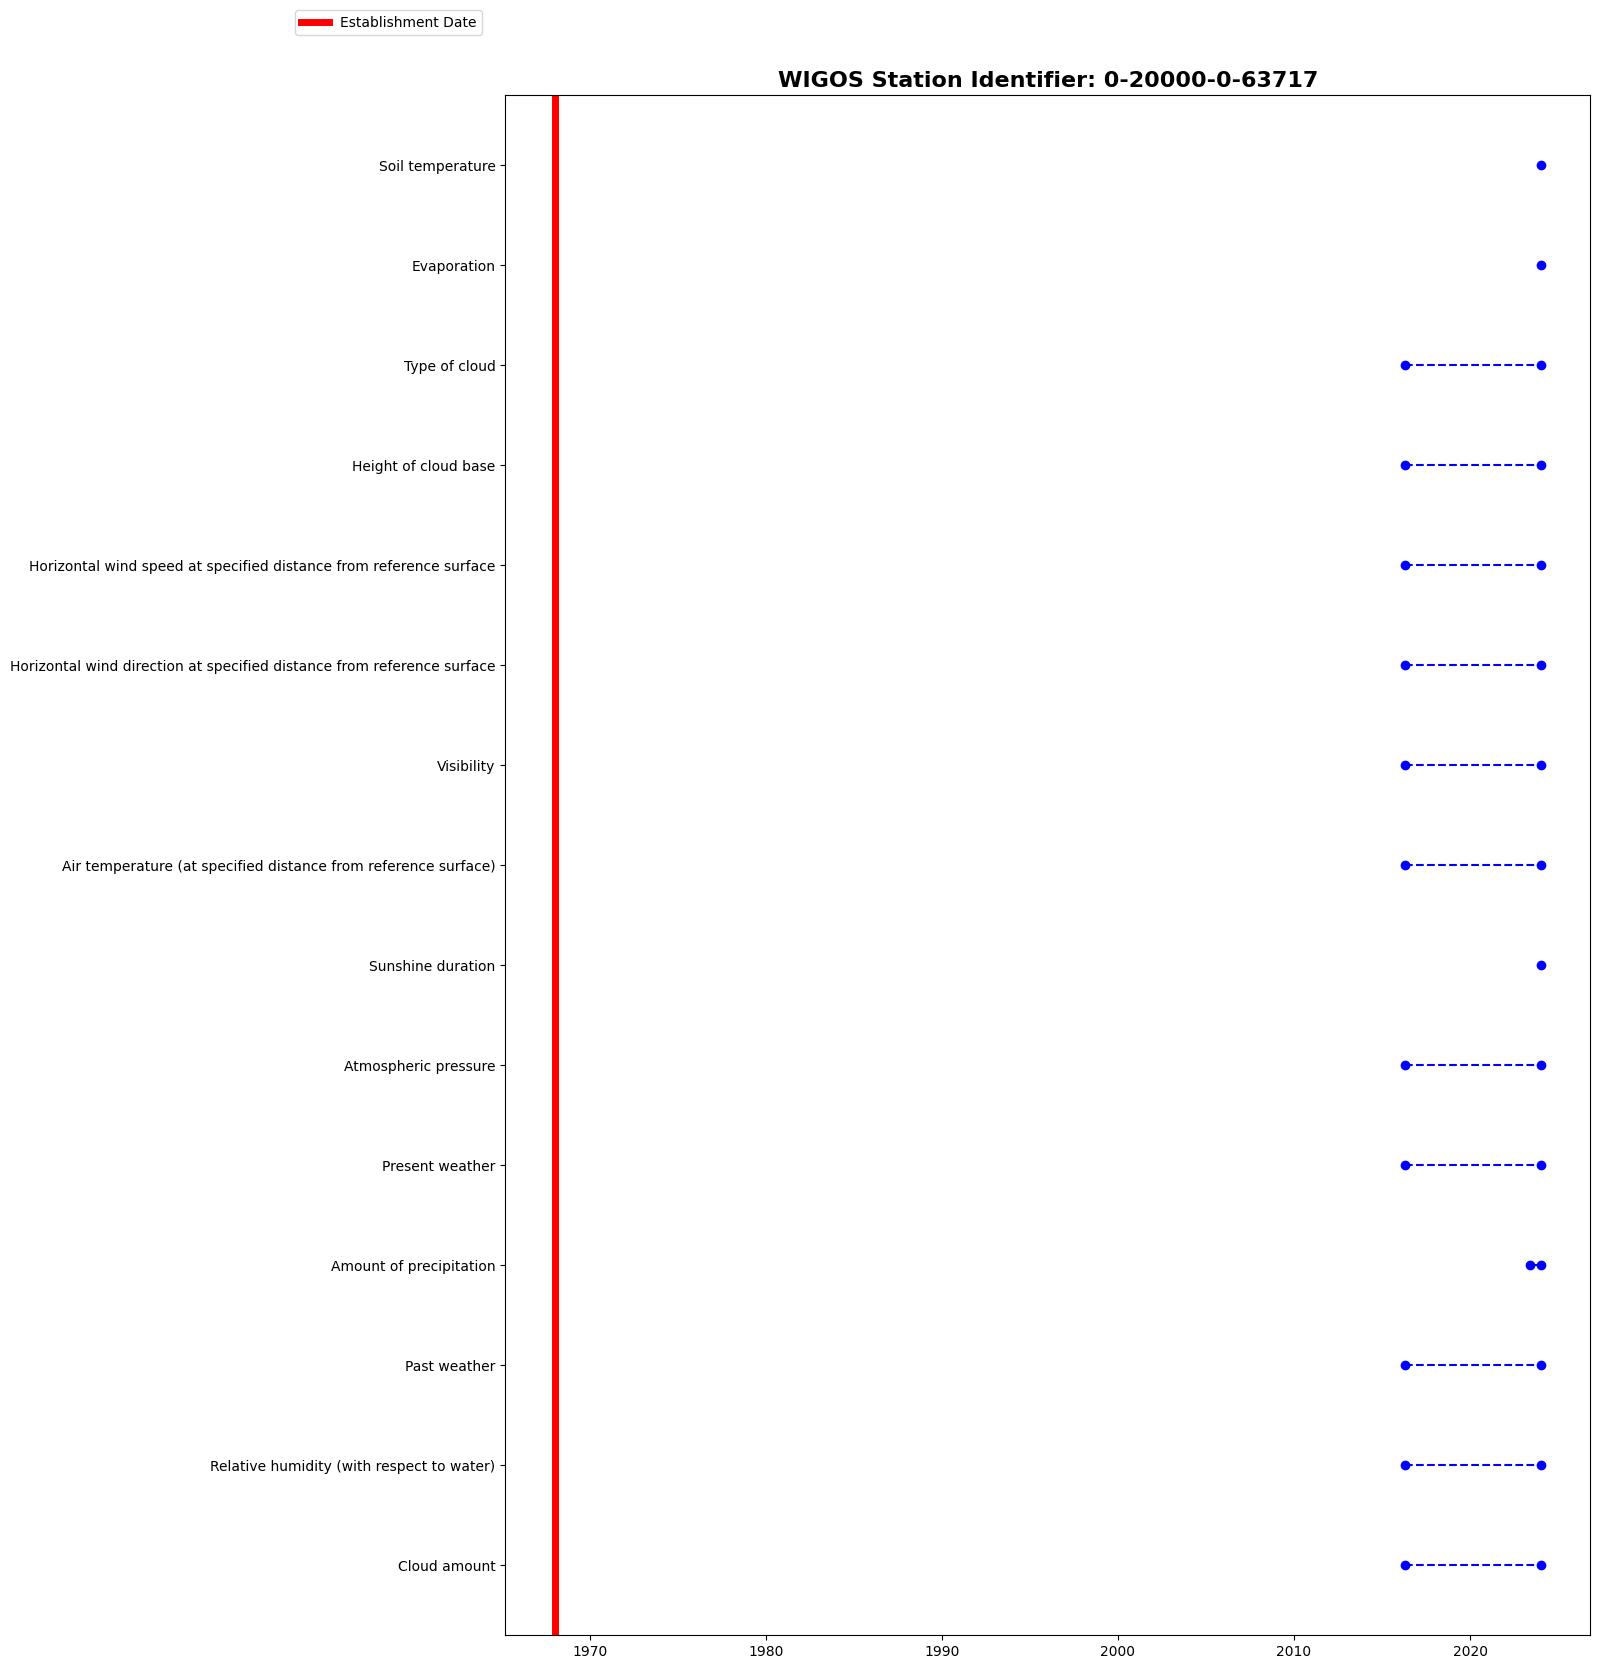 Establishment Date
WIGOS Station Identifier: 0-20000-0-63717
Soil temperature
Evaporation
Type of cloud
Height of cloud base
Horizontal wind speed at specified distance from reference surface
Horizontal wind direction at specified distance from reference surface
Visibility
Air temperature (at specified distance from reference surface)
Sunshine duration
Atmospheric pressure
Present weather
Amount of precipitation
Past weather
Relative humidity (with respect to water)
Cloud amount
1970 1980 1990 2000 2010 2020